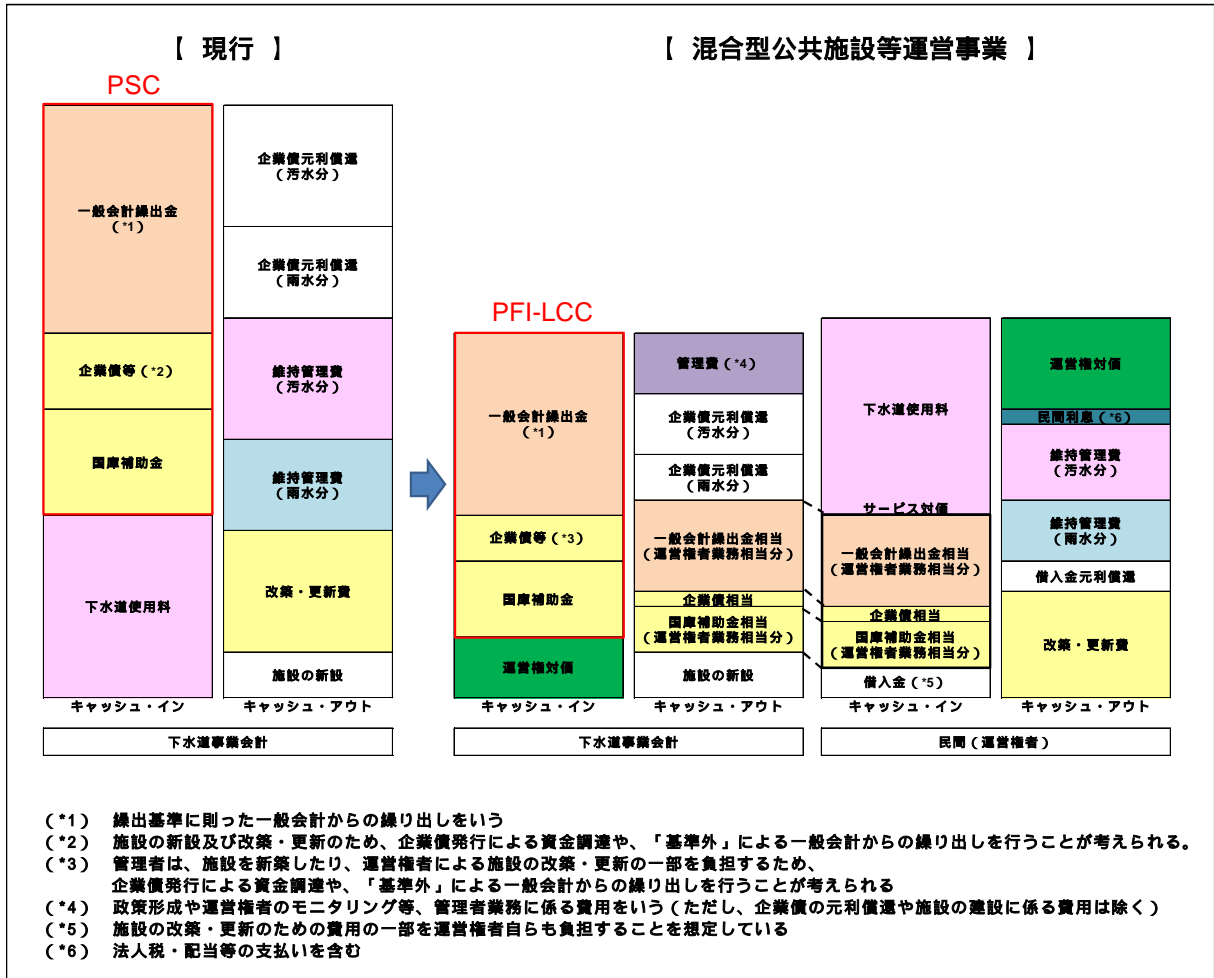 【 現行 】
【 混合型公共施設等運営事業 】
PSC
一般会計繰出金
(*1)
企業債等(*2)
国庫補助金
下水道使用料
キャッシュ・イン
企業債元利償還
(汚水分)
企業債元利償還
(雨水分)
維持管理費
(汚水分)
維持管理費
(雨水分)
改築・更新費
施設の新設
キャッシュ・アウト
下水道事業会計
PFI-LCC
一般会計繰出金
(*1)
企業債等(*3)
国庫補助金
運営権対価
キャッシュ・イン
管理費(*4)
企業債元利償還
(汚水分)
企業債元利償還
(雨水分)
一般会計繰出金相当
(運営権者業務相当分)
企業債相当
国庫補助金相当
(運営権者業務相当分)
施設の新設
キャッシュ・アウト
下水道事業会計
下水道使用料
サービス対価
一般会計繰出金相当
(運営権者業務相当分)
企業債相当
国庫補助金相当
(運営権者業務相当分)
借入金(*5)
キャッシュ・イン
運営権対価
民間利息(*6)
維持管理費
(汚水分)
維持管理費
(雨水分)
借入金元利償還
改築・更新費
キャッシュ・アウト
民間(運営権者)
(*1) 繰出基準に則った一般会計からの繰り出しをいう
(*2) 施設の新設及び改築・更新のため、企業債発行による資金調達や、「基準外」による一般会計からの繰り出しを行うことが考えられる。
(*3) 管理者は、施設を新築したり、運営権者による施設の改築・更新の一部を負担するため、
企業債発行による資金調達や、「基準外」による一般会計からの繰り出しを行うことが考えられる
(*4) 政策形成や運営権者のモニタリング等、管理者業務に係る費用をいう(ただし、企業債の元利償還や施設の建設に係る費用は除く)
(*5) 施設の改築・更新のための費用の一部を運営権者自らも負担することを想定している
(*6) 法人税・配当等の支払いを含む